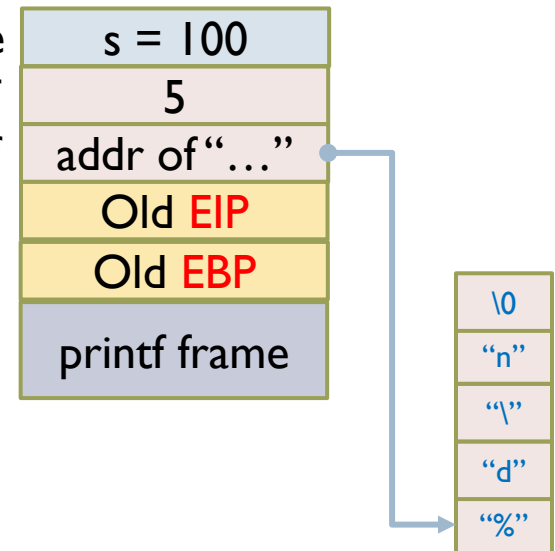 s = 100
5
addr of “…”
Old EIP
Old EBP
printf frame
\0
“n”
“\”
“d”
“%”